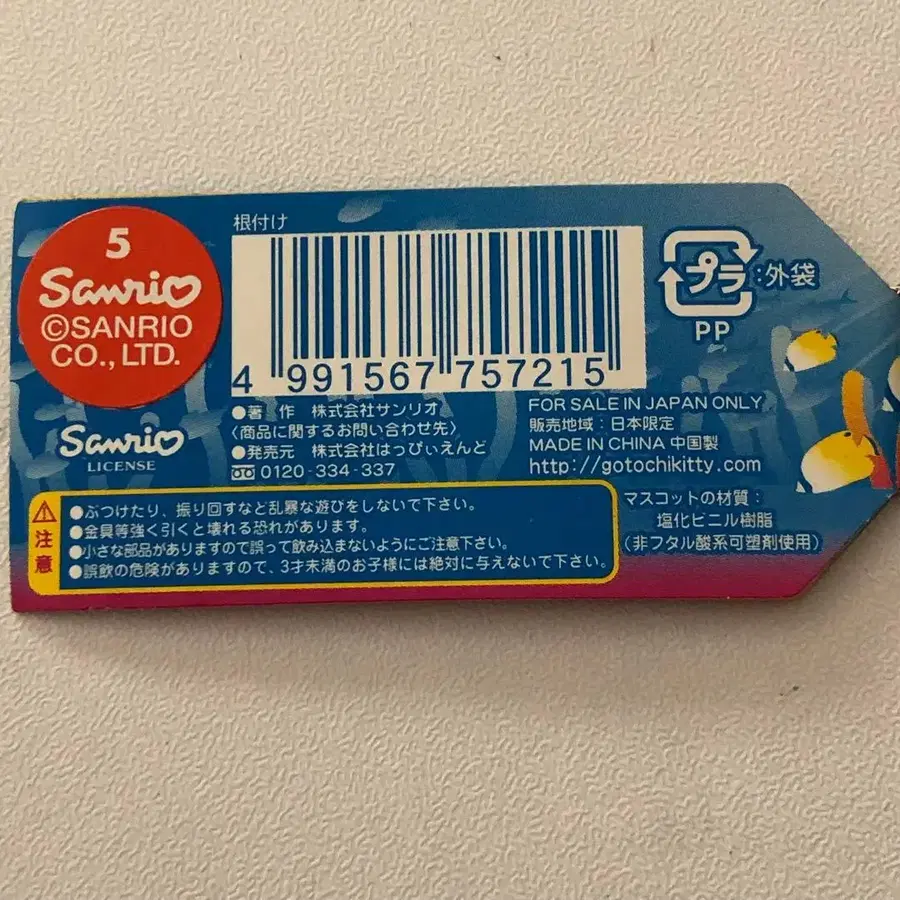 5
Sanrio
©SANRIO
CO., LTD.
Sanrio
LICENSE
根付け
4 991567 757215
●著 作 株式会社サンリオ
〈商品に関するお問い合わせ先〉
●発売元 株式会社はっぴぃえんど
0120-334-337
プラ:外袋
PP
FOR SALE IN JAPAN ONLY
販売地域:日本限定
MADE IN CHINA 中国製
http://gotochikitty.com
マスコットの材質:
塩化ビニル樹脂
(非フタル酸系可塑剤使用)
注意
●ぶつけたり、振り回すなど乱暴な遊びをしないで下さい。
●金具等強く引くと壊れる恐れがあります。
●小さな部品がありますので誤って飲み込まないようにご注意下さい。
●誤飲の危険がありますので、3才未満のお子様には絶対に与えないで下さい。